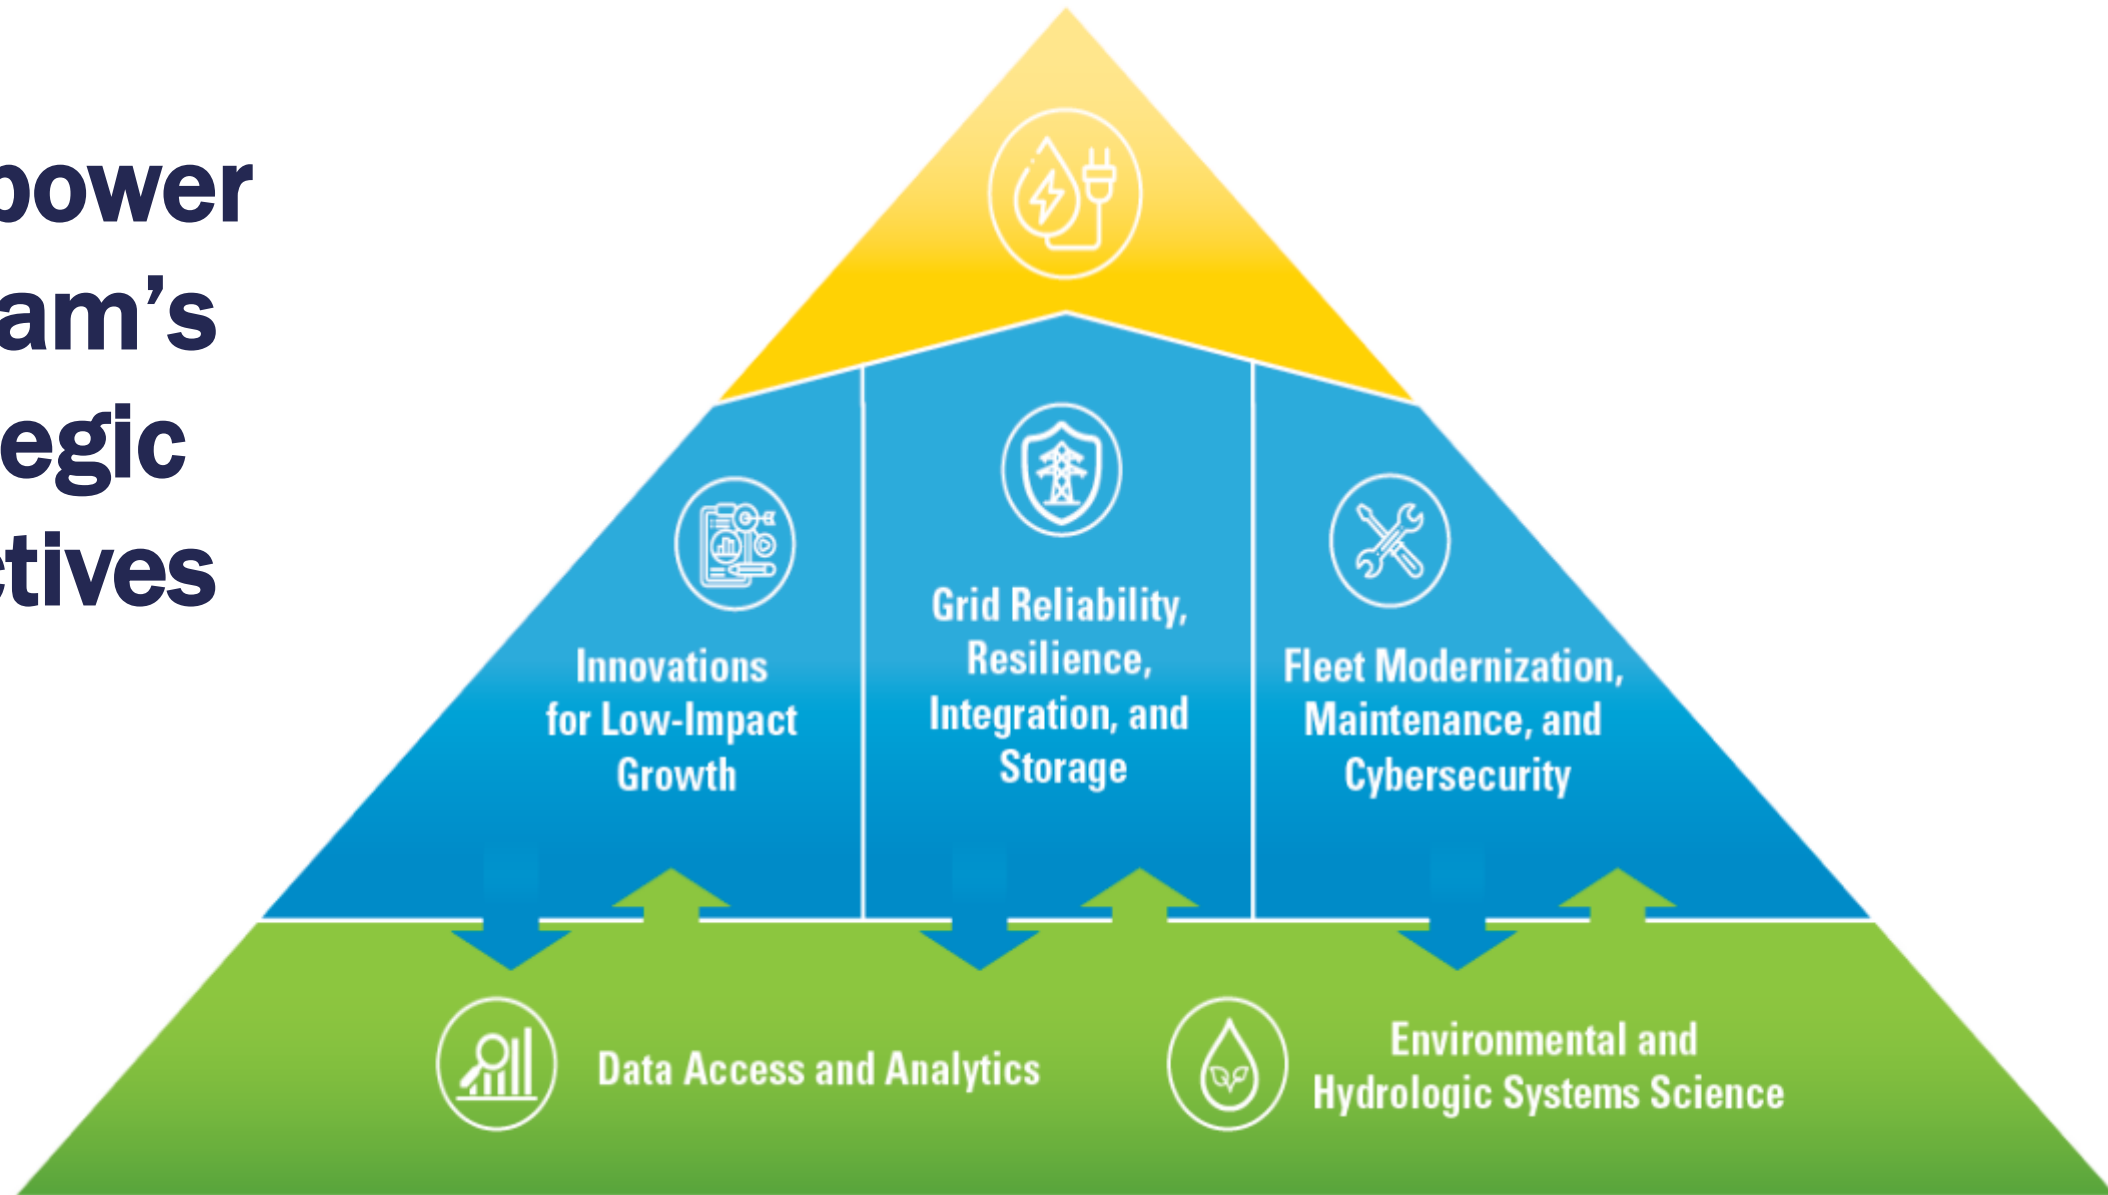 power
am's
egic
ctives
Innovations
for Low-Impact
Growth
Grid Reliability,
Resilience,
Integration, and
Storage
Fleet Modernization,
Maintenance, and
Cybersecurity
Data Access and Analytics
Environmental and
Hydrologic Systems Science